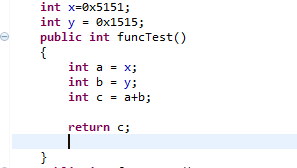 int x=0x5151;
int y = 0x1515;
public int funcTest()
{
int a = x;
int b = y;
int c = a+b;
return c;
}